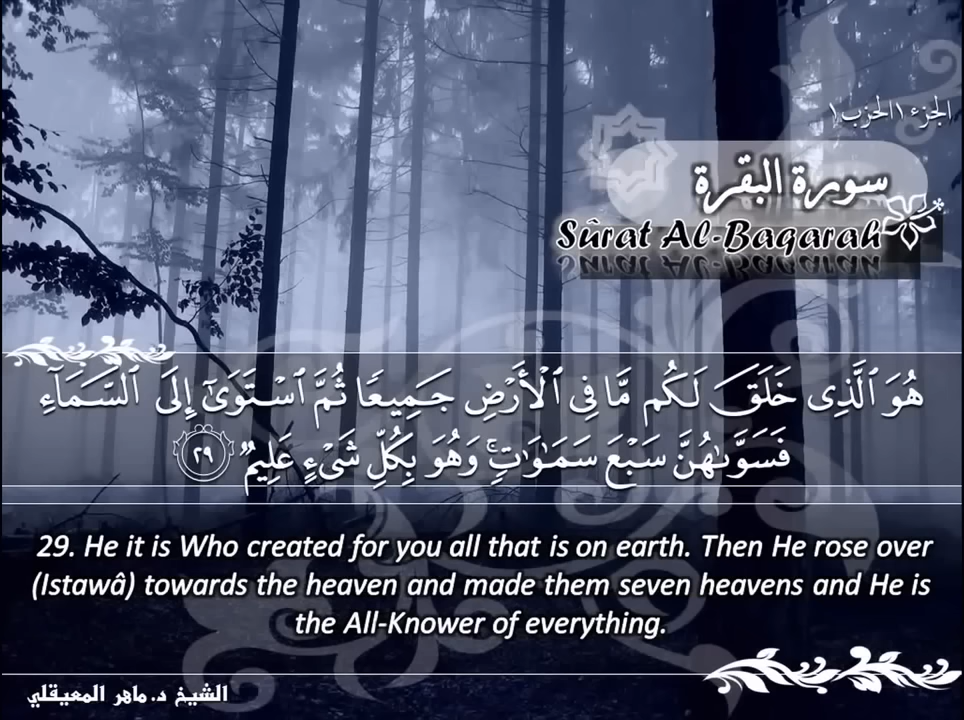 الجزء ١ الحزب ١
سورة البقرة
Sûrat Al-Baqarah
هُوَ ٱلَّذِى خَلَقَ لَكُم مَّا فِى ٱلْأَرْضِ جَمِيعًا ثُمَّ ٱسْتَوَىٰٓ إِلَى ٱلسَّمَآءِ
فَسَوَّىٰهُنَّ سَبْعَ سَمَـٰوَٰتٍۢ ۚ وَهُوَ بِكُلِّ شَىْءٍ عَلِيمٌۭ ٢٩
29. He it is Who created for you all that is on earth. Then He rose over
(Istawâ) towards the heaven and made them seven heavens and He is
the All-Knower of everything.
الشيخ د. ماهر المعيقلي